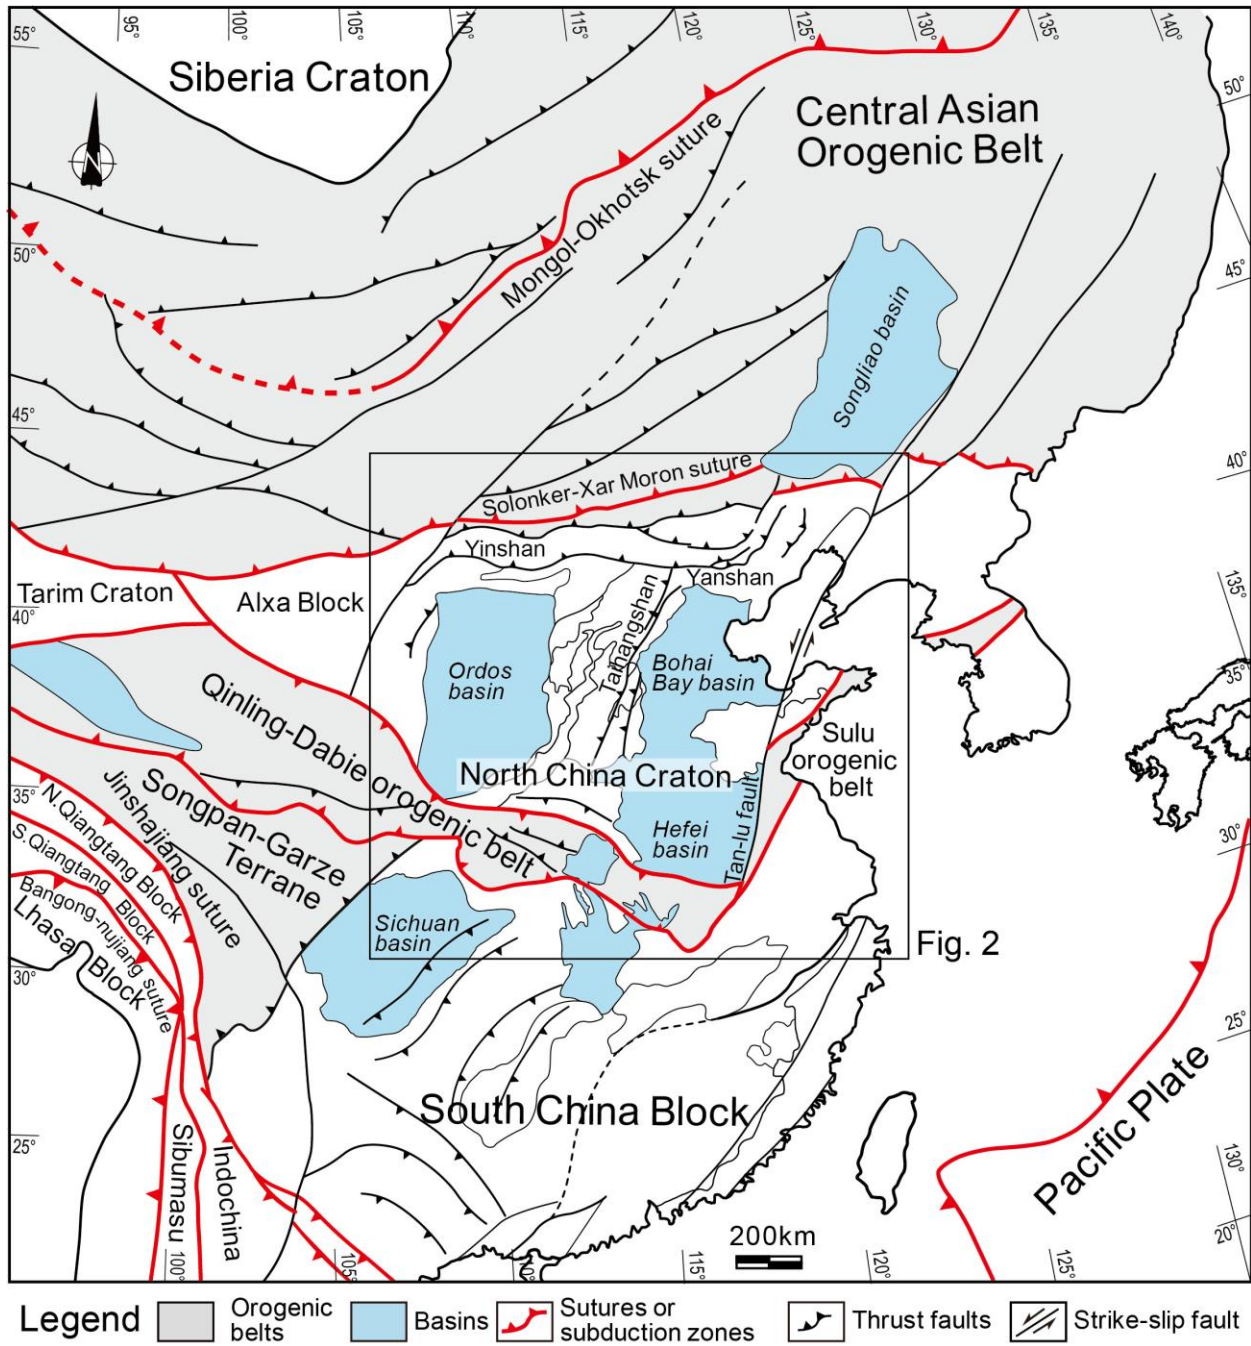 95°
100°
105°
110°
115°
120°
125°
130°
135°
140°
55°
Siberia Craton
50°
Central Asian
Orogenic Belt
N
Mongol-Okhotsk suture
50°
45°
Songliao basin
45°
40°
Solonker-Xar Moron suture
Yinshan
Yanshan
Tarim Craton
Alxa Block
40°
135°
Taihangshan
Ordos
basin
Bohai
Bay basin
35°
Qinling-Dabie orogenic belt
Sulu
orogenic
belt
North China Craton
Songpan-Garze
Terrane
35°
Jinshajiang suture
N.Qiangtang Block
S.Qiangtang Block
Bangong-nujiang suture
Lhasa Block
Hefei
basin
Tan-lu fault
30°
Sichuan
basin
Fig. 2
30°
25°
South China Block
Pacific Plate
25°
Sibumasu
Indochina
130°
20°
200km
100°
105°
110°
115°
120°
125°
Legend
Orogenic
belts
Basins
Sutures or
subduction zones
Thrust faults
Strike-slip fault